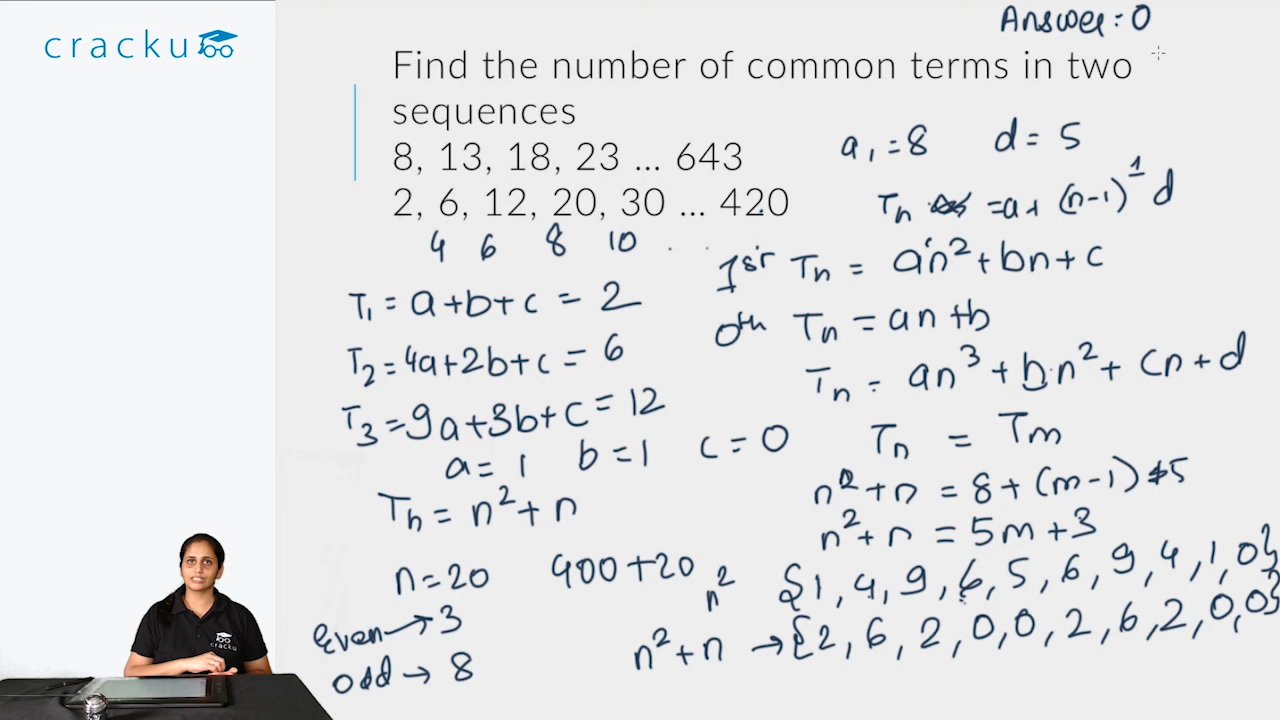 Answer: 0
cracku
Find the number of common terms in two
sequences
8, 13, 18, 23 ... 643
2, 6, 12, 20, 30 ... 420
4 6 8 10 . .
a₁ = 8 d = 5
Tn = a + (n-1)¹ d
1st Tn = an² + bn + c
0th Tn = an + b
Tn = an³ + b·n² + cn + d
T₁ = a + b + c = 2
T₂ = 4a + 2b + c = 6
T₃ = 9a + 3b + c = 12
a = 1 b = 1 c = 0
Tn = n² + n
n = 20 400 + 20
Even → 3
Odd → 8
Tn = Tm
n² + n = 8 + (m-1) 5
n² + n = 5m + 3
n² {1, 4, 9, 6, 5, 6, 9, 4, 1, 0}
n² + n → {2, 6, 2, 0, 0, 2, 6, 2, 0, 0}
cracku